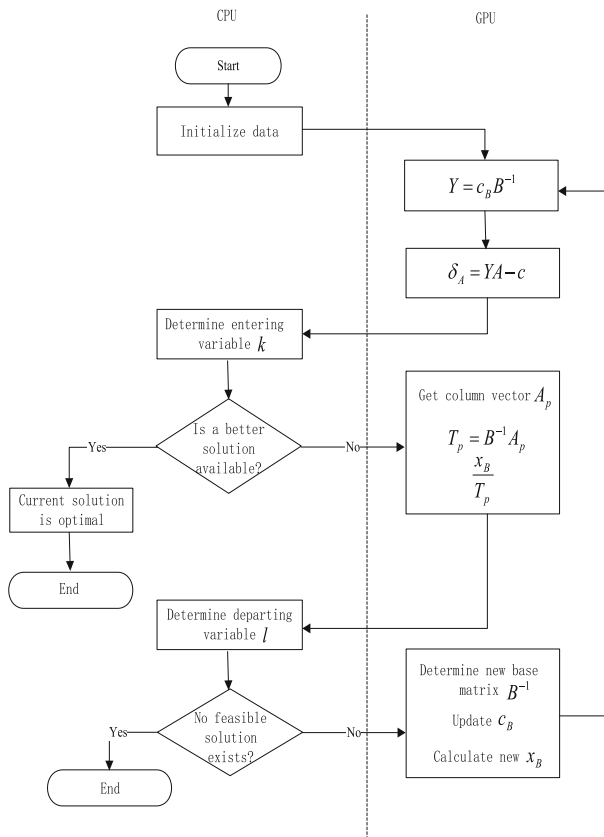 CPU
GPU
Start
Initialize data
Y = c_B B^{-1}
δ_A = YA − c
Determine entering
variable k
Is a better
solution
available?
Yes
No
Get column vector A_p
T_p = B^{-1} A_p
x_B
T_p
Current solution
is optimal
End
Determine departing
variable l
No feasible
solution
exists?
Yes
No
Determine new base
matrix B^{-1}
Update c_B
Calculate new x_B
End